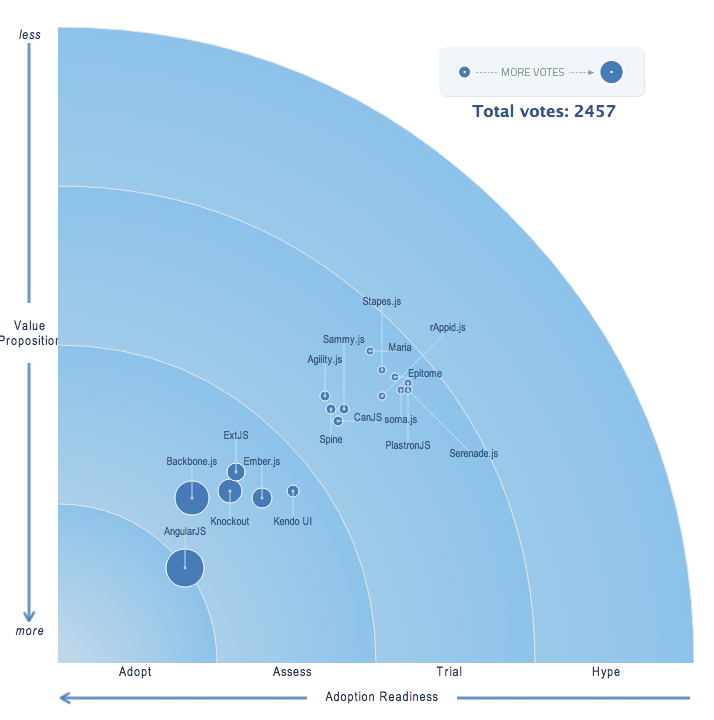 less
MORE VOTES
Total votes: 2457
Stapes.js
rAppid.js
Value
Proposition
Sammy.js
Maria
Agility.js
Epitome
CanJS
soma.js
Spine
PlastronJS
Serenade.js
ExtJS
Backbone.js
Ember.js
Knockout
Kendo UI
AngularJS
more
Adopt
Assess
Trial
Hype
Adoption Readiness